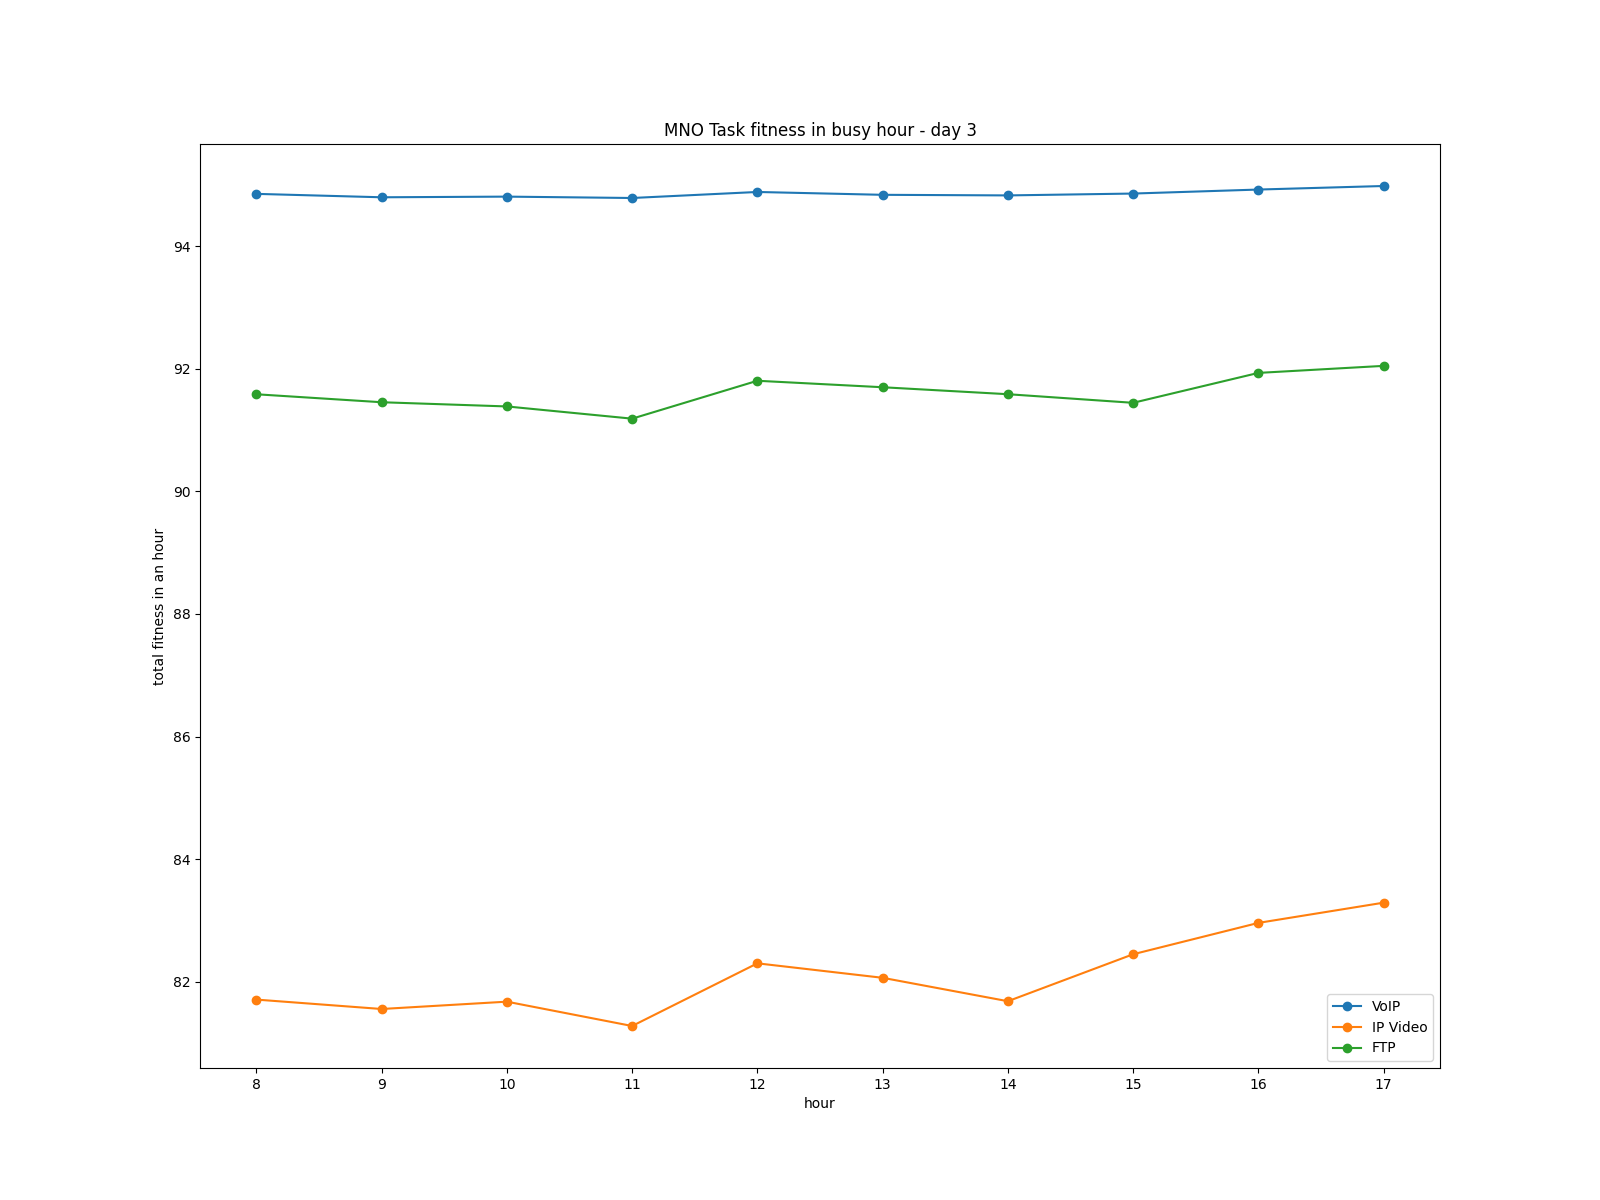 MNO Task fitness in busy hour - day 3
total fitness in an hour
94
92
90
88
86
84
82
8 9 10 11 12 13 14 15 16 17
hour
VoIP
IP Video
FTP